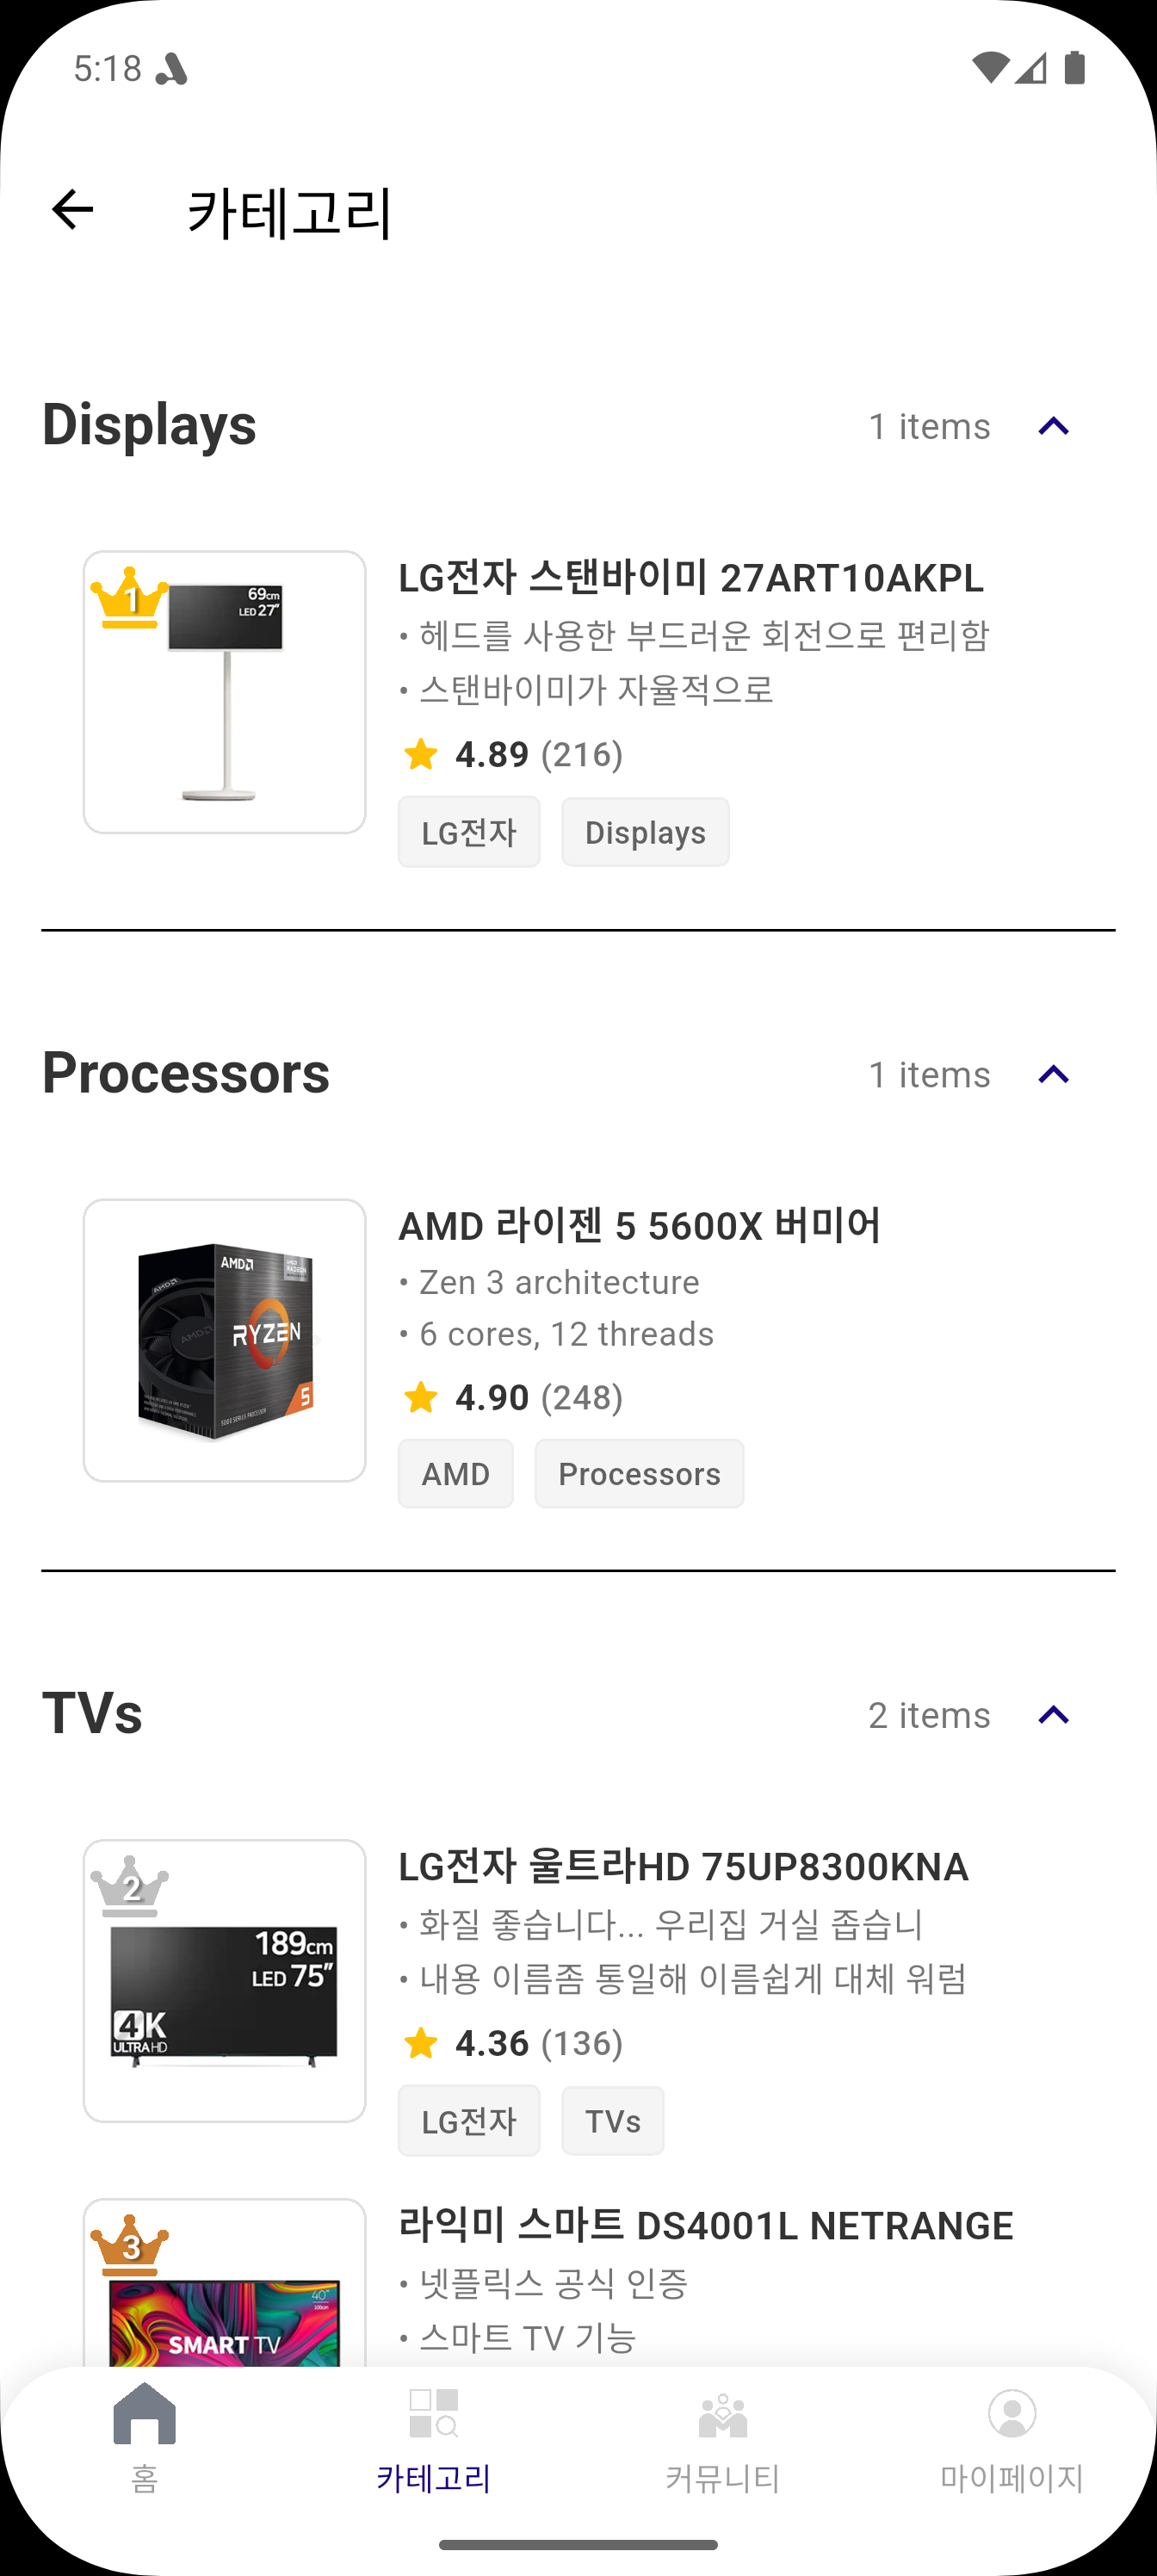 5:18
카테고리
Displays
1 items
1
69cm
LED 27"
LG전자 스탠바이미 27ART10AKPL
• 헤드를 사용한 부드러운 회전으로 편리함
• 스탠바이미가 자율적으로
4.89 (216)
LG전자
Displays
Processors
1 items
AMD
RYZEN
5
AMD 라이젠 5 5600X 버미어
• Zen 3 architecture
• 6 cores, 12 threads
4.90 (248)
AMD
Processors
TVs
2 items
2
189cm
LED 75"
4K
ULTRA HD
LG전자 울트라HD 75UP8300KNA
• 화질 좋습니다... 우리집 거실 좁습니
• 내용 이름좀 통일해 이름쉽게 대체 워럼
4.36 (136)
LG전자
TVs
3
40"
SMART TV
라익미 스마트 DS4001L NETRANGE
• 넷플릭스 공식 인증
• 스마트 TV 기능
홈
카테고리
커뮤니티
마이페이지